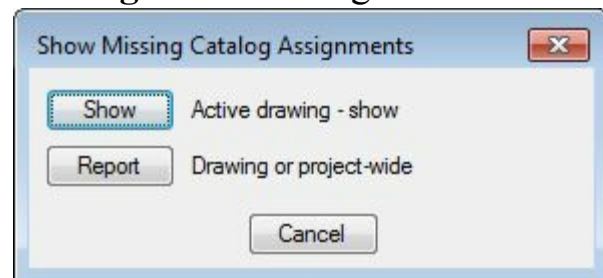 Show Missing Catalog Assignments
Show Active drawing - show
Report Drawing or project-wide
Cancel